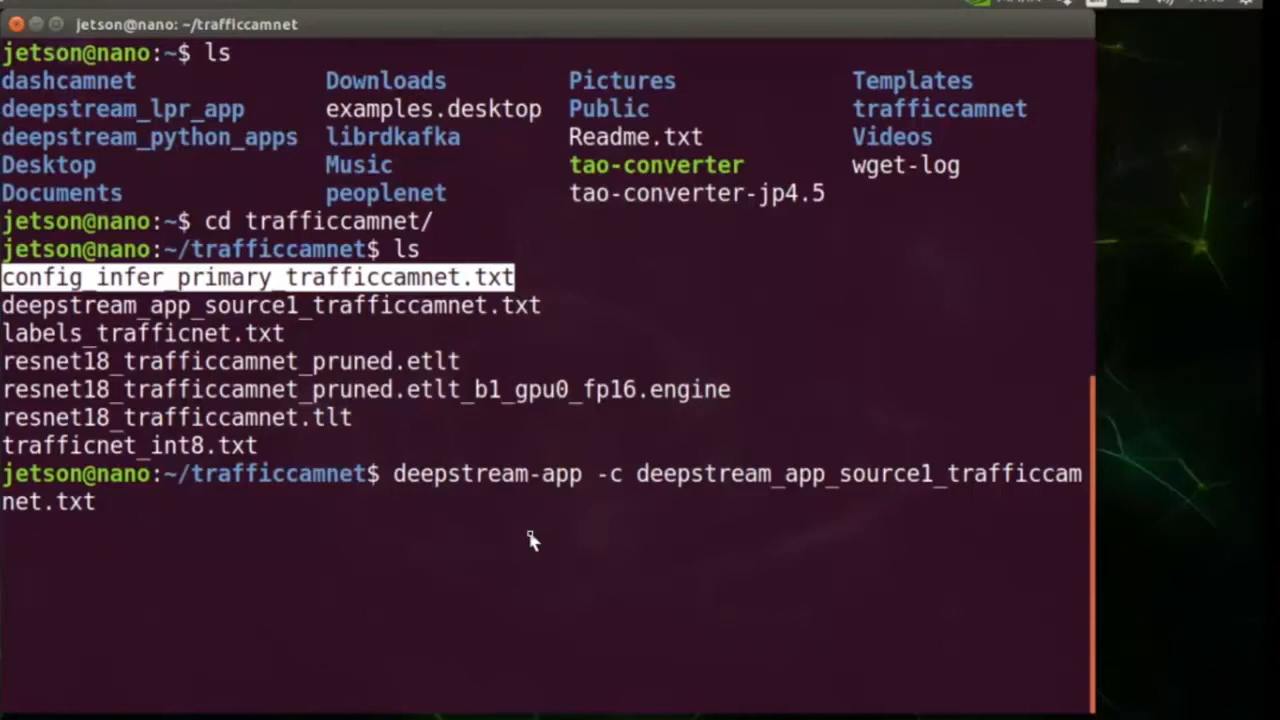 jetson@nano: ~/trafficcamnet
jetson@nano:~$ ls
dashcamnet Downloads Pictures Templates
deepstream_lpr_app examples.desktop Public trafficcamnet
deepstream_python_apps librdkafka Readme.txt Videos
Desktop Music tao-converter wget-log
Documents peoplenet tao-converter-jp4.5
jetson@nano:~$ cd trafficcamnet/
jetson@nano:~/trafficcamnet$ ls
config_infer_primary_trafficcamnet.txt
deepstream_app_source1_trafficcamnet.txt
labels_trafficnet.txt
resnet18_trafficcamnet_pruned.etlt
resnet18_trafficcamnet_pruned.etlt_b1_gpu0_fp16.engine
resnet18_trafficcamnet.tlt
trafficnet_int8.txt
jetson@nano:~/trafficcamnet$ deepstream-app -c deepstream_app_source1_trafficcam
net.txt